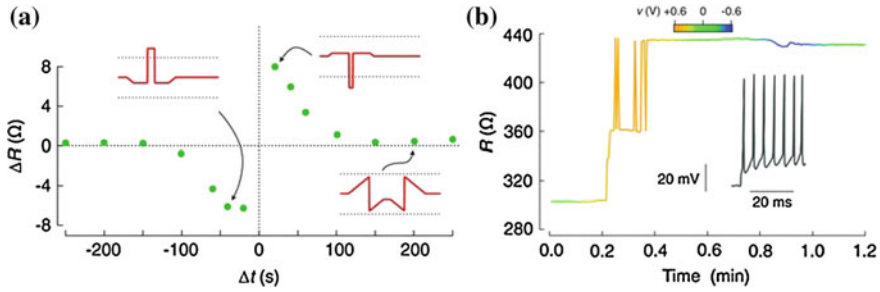 (a)
8
4
0
-4
-8
ΔR (Ω)
-200 -100 0 100 200
Δt (s)
(b)
v (V) +0.6 0 -0.6
440
360
300
280
R (Ω)
20 mV
20 ms
0.0 0.2 0.4 0.6 0.8 1.0 1.2
Time (min)